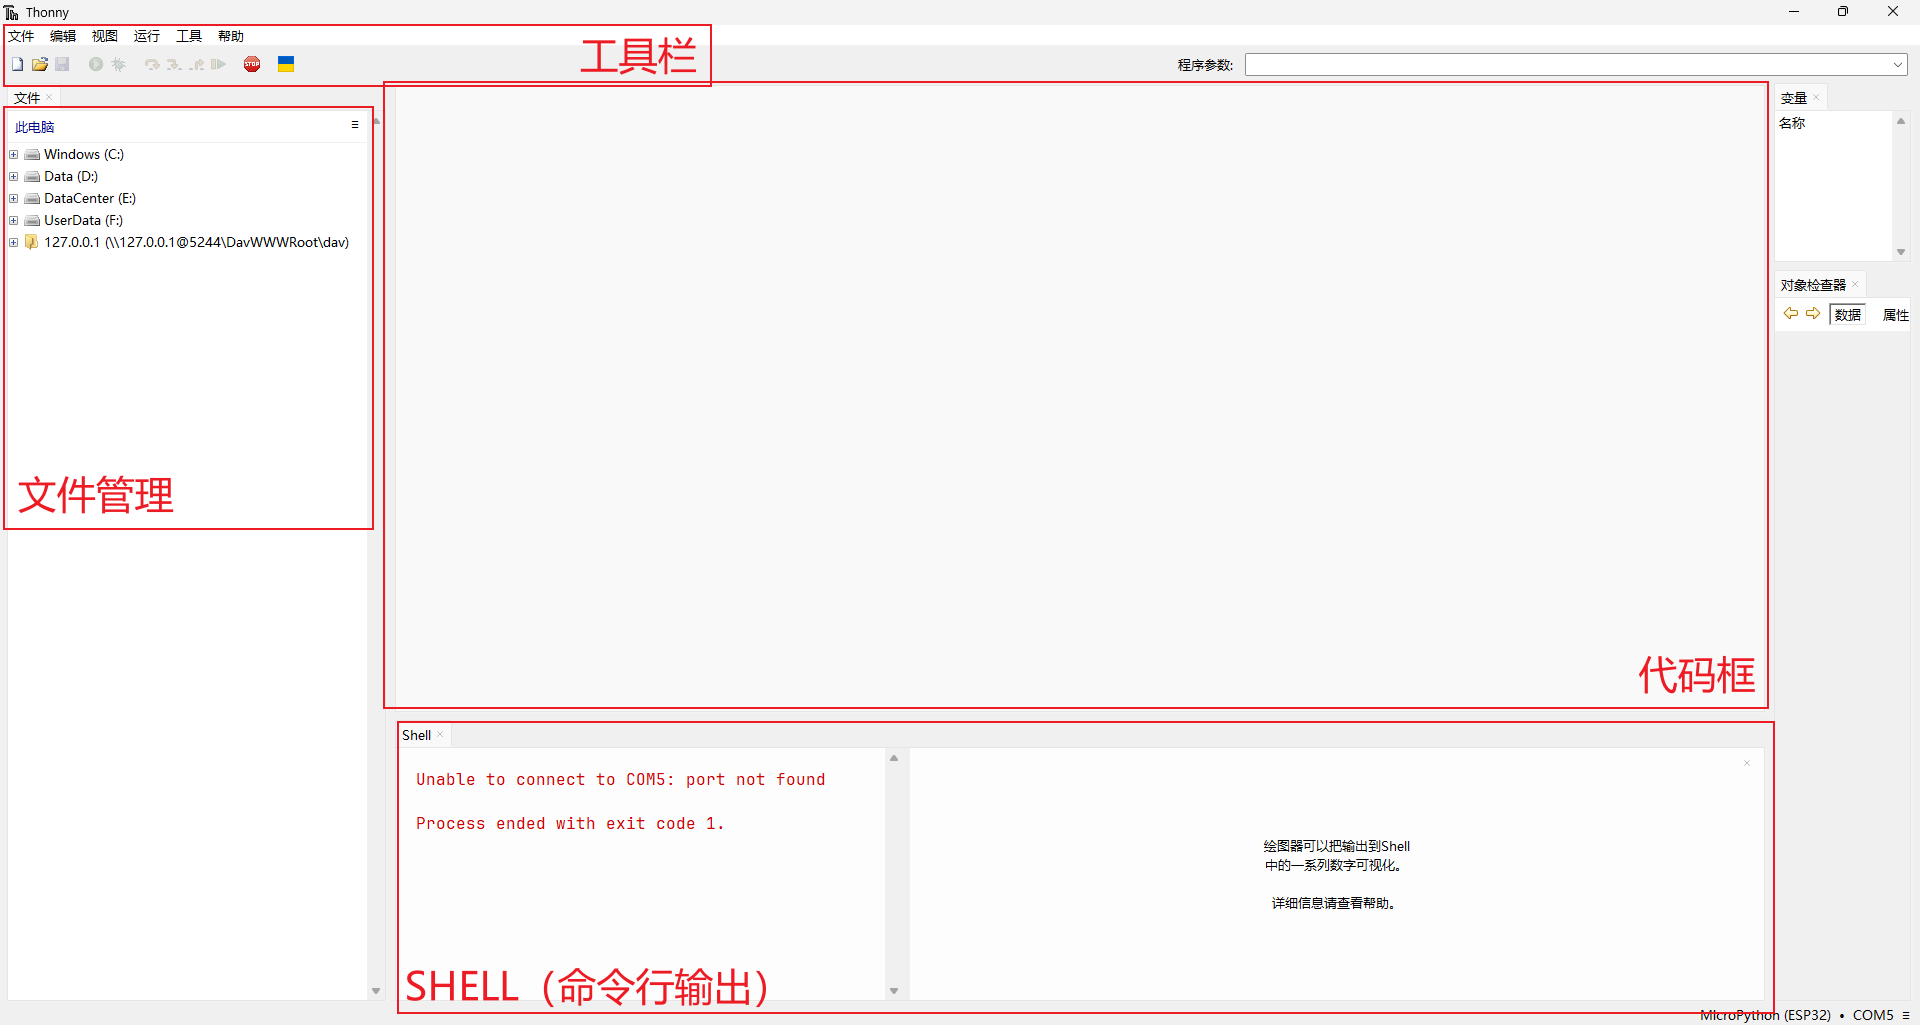 Thonny
文件 编辑 视图 运行 工具 帮助
工具栏
STOP
程序参数:
文件
此电脑
Windows (C:)
Data (D:)
DataCenter (E:)
UserData (F:)
127.0.0.1 (\\127.0.0.1@5244\DavWWWRoot\dav)
文件管理
代码框
变量
名称
对象检查器
数据 属性
Shell
Unable to connect to COM5: port not found
Process ended with exit code 1.
绘图器可以把输出到Shell
中的一系列数字可视化。
详细信息请查看帮助。
SHELL（命令行输出）
MicroPython (ESP32) • COM5